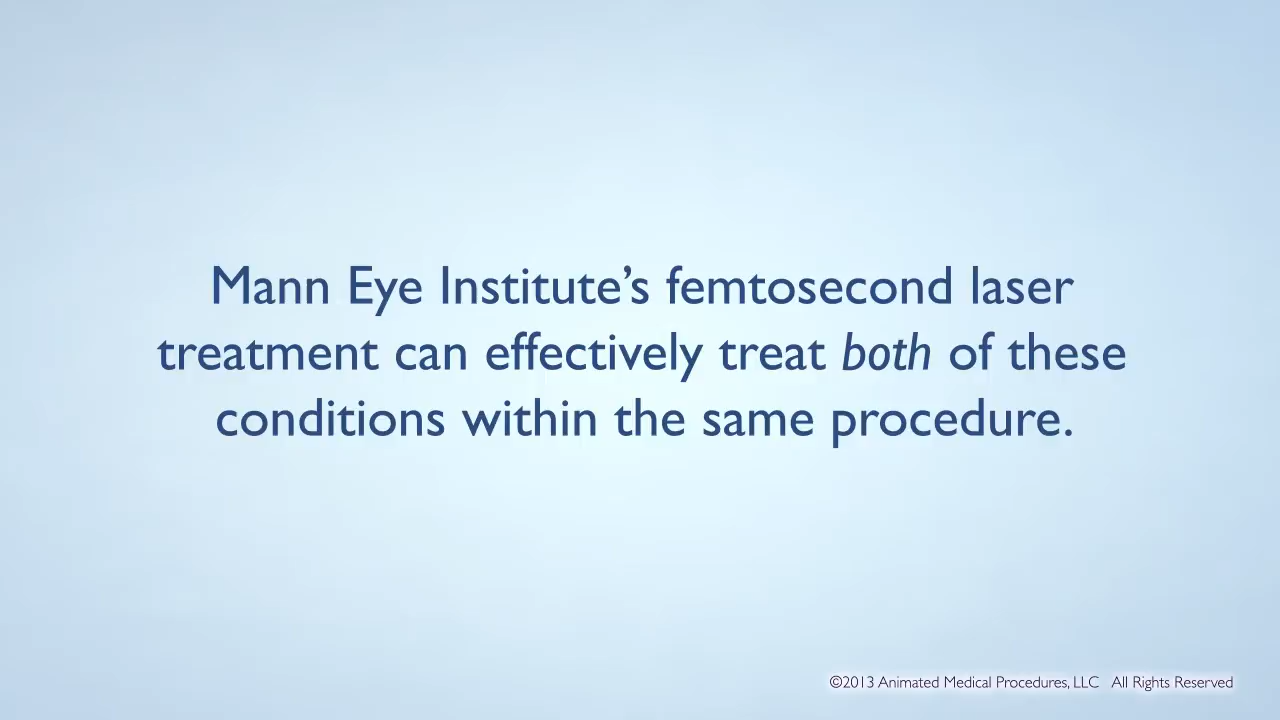 Mann Eye Institute’s femtosecond laser
treatment can effectively treat both of these
conditions within the same procedure.
©2013 Animated Medical Procedures, LLC All Rights Reserved